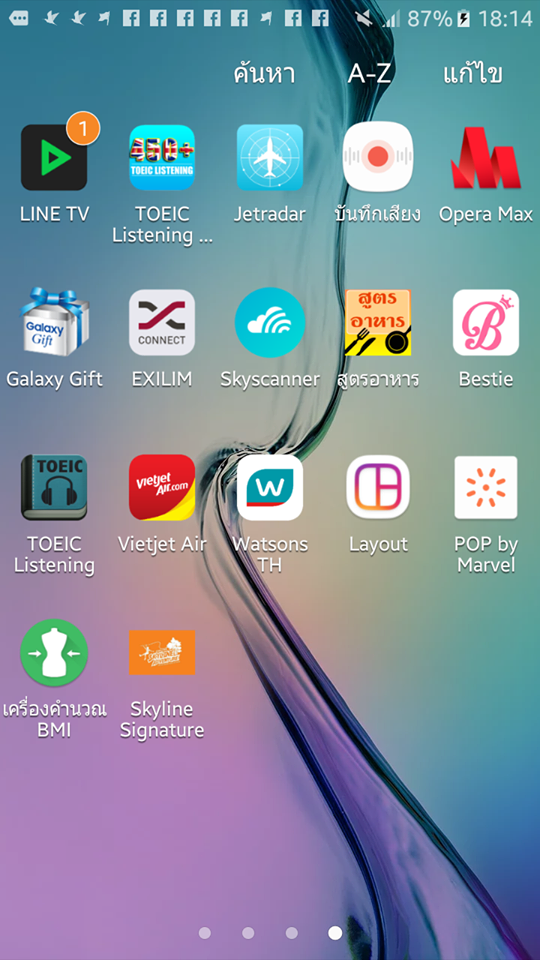 87% 18:14
ค้นหา A-Z แก้ไข
1
450+
TOEIC LISTENING
LINE TV
TOEIC
Listening ...
Jetradar
บันทึกเสียง
Opera Max
Galaxy
Gift
CONNECT
สูตร
อาหาร
B
Galaxy Gift
EXILIM
Skyscanner
สูตรอาหาร
Bestie
TOEIC
vietjet
Air.com
W
TOEIC
Listening
Vietjet Air
Watsons
TH
Layout
POP by
Marvel
เครื่องคำนวณ
BMI
Skyline
Signature